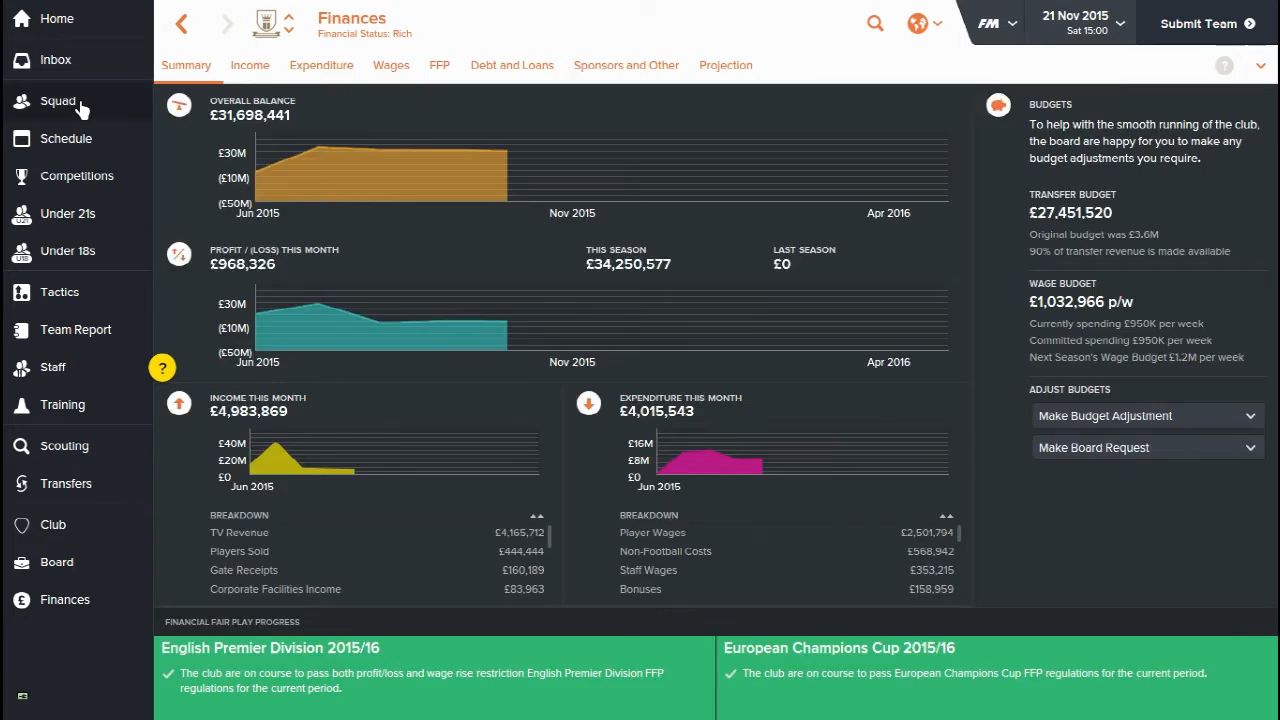 Home
Inbox
Squad
Schedule
Competitions
U21
Under 21s
U18
Under 18s
Tactics
Team Report
Staff
Training
Scouting
Transfers
Club
Board
£ Finances
Finances
Financial Status: Rich
FM
21 Nov 2015
Sat 15:00
Submit Team
Summary Income Expenditure Wages FFP Debt and Loans Sponsors and Other Projection
?
OVERALL BALANCE
£31,698,441
£30M
(£10M)
(£50M)
Jun 2015 Nov 2015 Apr 2016
PROFIT / (LOSS) THIS MONTH
£968,326
THIS SEASON
£34,250,577
LAST SEASON
£0
£30M
(£10M)
(£50M)
Jun 2015 Nov 2015 Apr 2016
?
INCOME THIS MONTH
£4,983,869
£40M
£20M
£0
Jun 2015
BREAKDOWN
TV Revenue £4,165,712
Players Sold £444,444
Gate Receipts £160,189
Corporate Facilities Income £83,963
EXPENDITURE THIS MONTH
£4,015,543
£16M
£8M
£0
Jun 2015
BREAKDOWN
Player Wages £2,501,794
Non-Football Costs £568,942
Staff Wages £353,215
Bonuses £158,959
BUDGETS
To help with the smooth running of the club,
the board are happy for you to make any
budget adjustments you require.
TRANSFER BUDGET
£27,451,520
Original budget was £3.6M
90% of transfer revenue is made available
WAGE BUDGET
£1,032,966 p/w
Currently spending £950K per week
Committed spending £950K per week
Next Season's Wage Budget £1.2M per week
ADJUST BUDGETS
Make Budget Adjustment
Make Board Request
FINANCIAL FAIR PLAY PROGRESS
English Premier Division 2015/16
The club are on course to pass both profit/loss and wage rise restriction English Premier Division FFP
regulations for the current period.
European Champions Cup 2015/16
The club are on course to pass European Champions Cup FFP regulations for the current period.